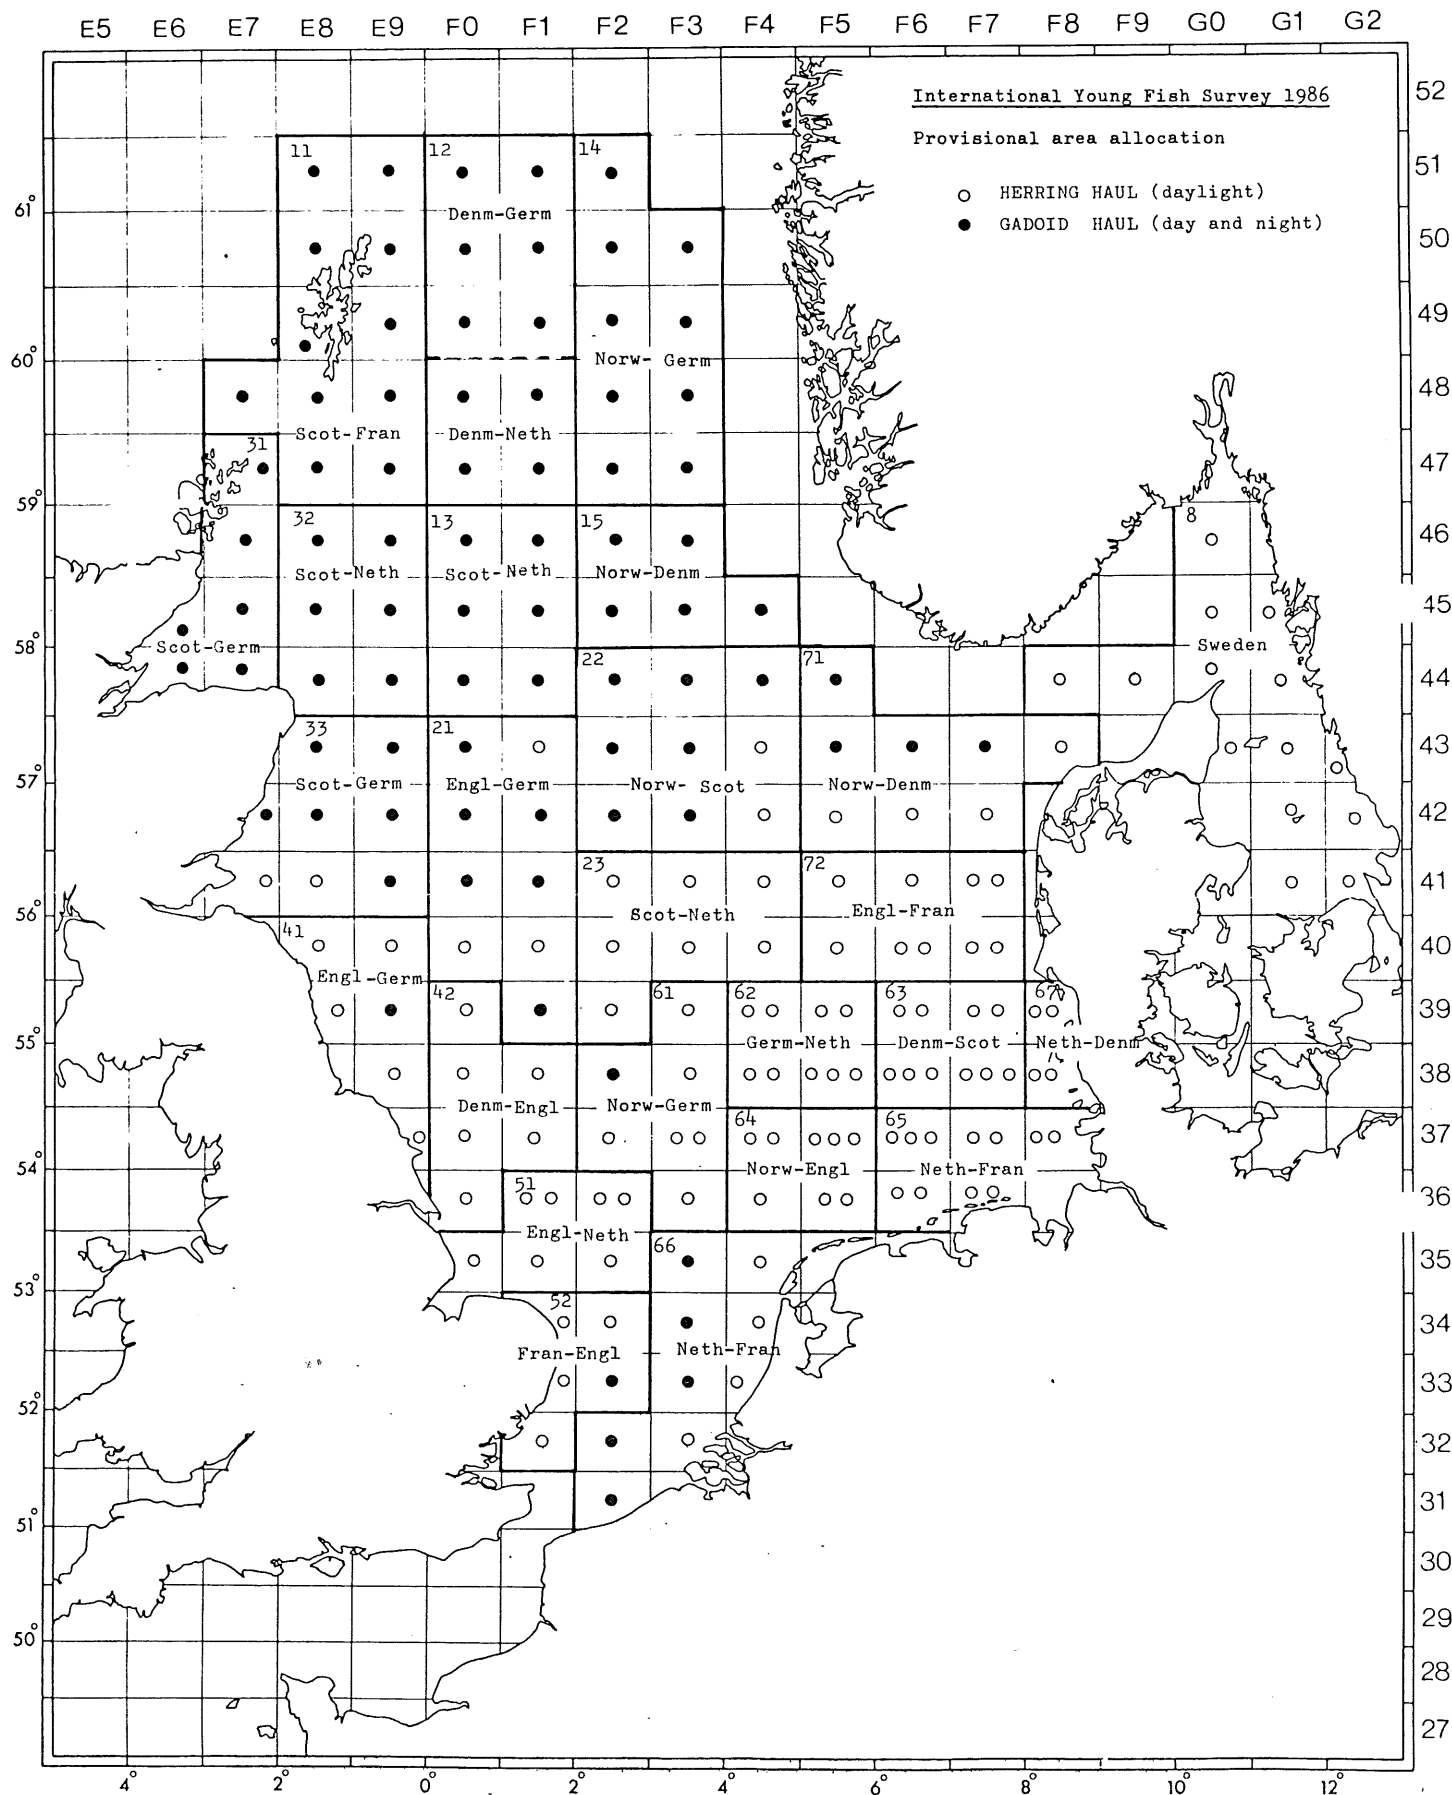 E5 E6 E7 E8 E9 F0 F1 F2 F3 F4 F5 F6 F7 F8 F9 G0 G1 G2
International Young Fish Survey 1986
Provisional area allocation
○ HERRING HAUL (daylight)
● GADOID HAUL (day and night)
52
51
50
49
48
47
46
45
44
43
42
41
40
39
38
37
36
35
34
33
32
31
30
29
28
27
61°
60°
59°
58°
57°
56°
55°
54°
53°
52°
51°
50°
11 12 14
Denm-Germ
Norw- Germ
Scot-Fran Denm-Neth
31
32 13 15 8
Scot-Neth Scot-Neth Norw-Denm
Scot-Germ Sweden
22 71
33 21
Scot-Germ Engl-Germ Norw- Scot Norw-Denm
23 72
Scot-Neth Engl-Fran
41
Engl-Germ
42 61 62 63 67
Germ-Neth Denm-Scot Neth-Denm
Denm-Engl Norw-Germ
64 65
Norw-Engl Neth-Fran
51
Engl-Neth
66
52
Fran-Engl Neth-Fran
4° 2° 0° 2° 4° 6° 8° 10° 12°